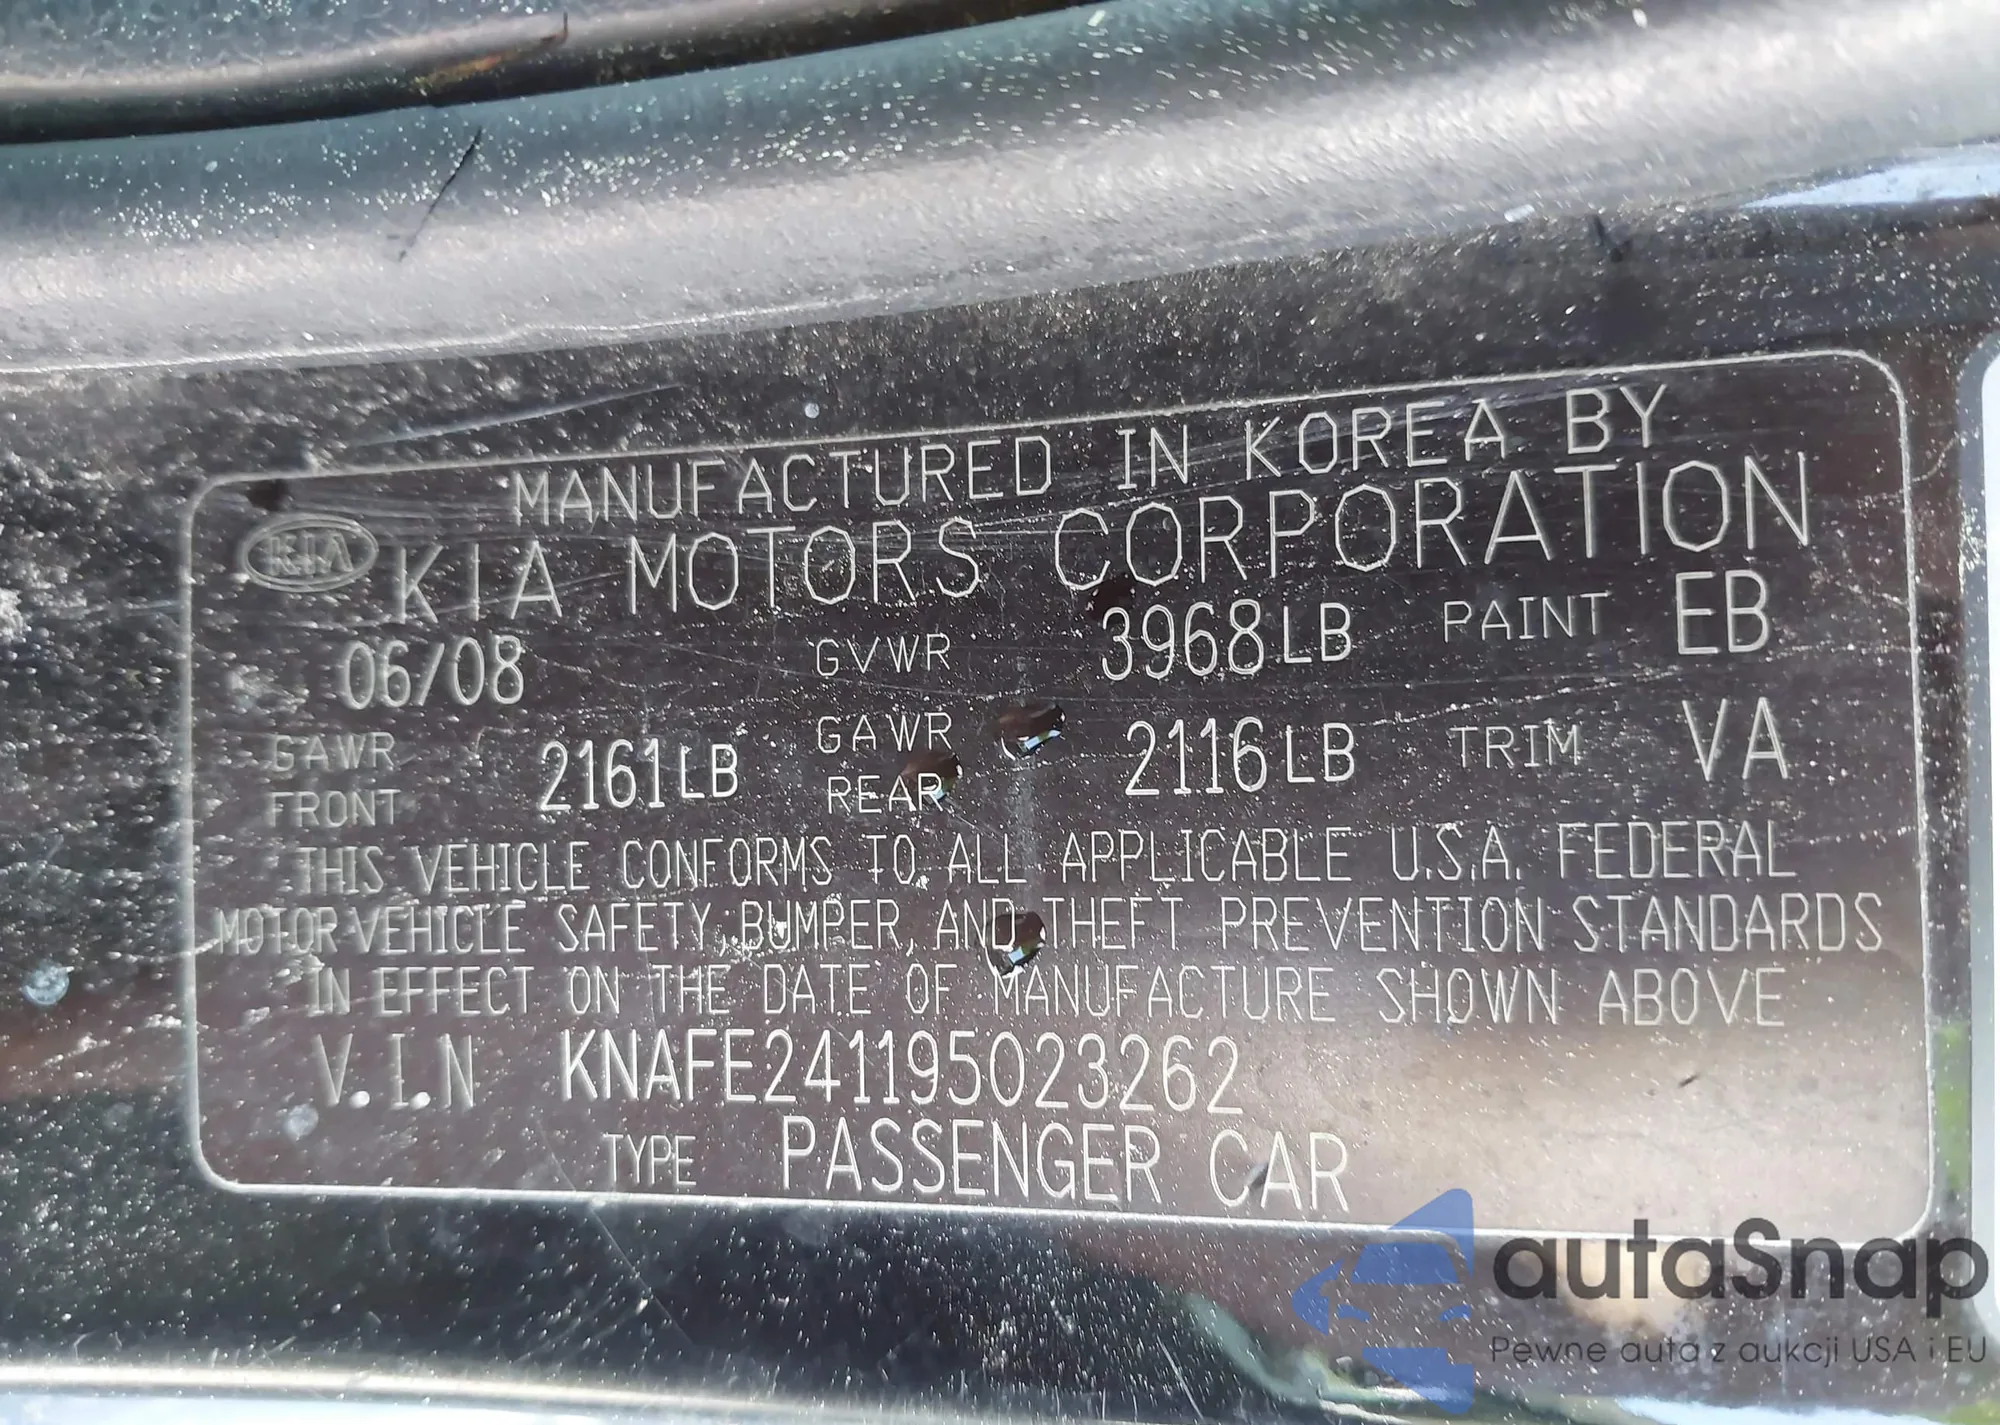 MANUFACTURED IN KOREA BY
KIA KIA MOTORS CORPORATION
06/08 GVWR 3968LB PAINT EB
GAWR FRONT 2161LB GAWR REAR 2116LB TRIM VA
THIS VEHICLE CONFORMS TO ALL APPLICABLE U.S.A. FEDERAL
MOTOR VEHICLE SAFETY, BUMPER, AND THEFT PREVENTION STANDARDS
IN EFFECT ON THE DATE OF MANUFACTURE SHOWN ABOVE
V.I.N KNAFE241195023262
TYPE PASSENGER CAR
autaSnap
Pewne auta z aukcji USA i EU